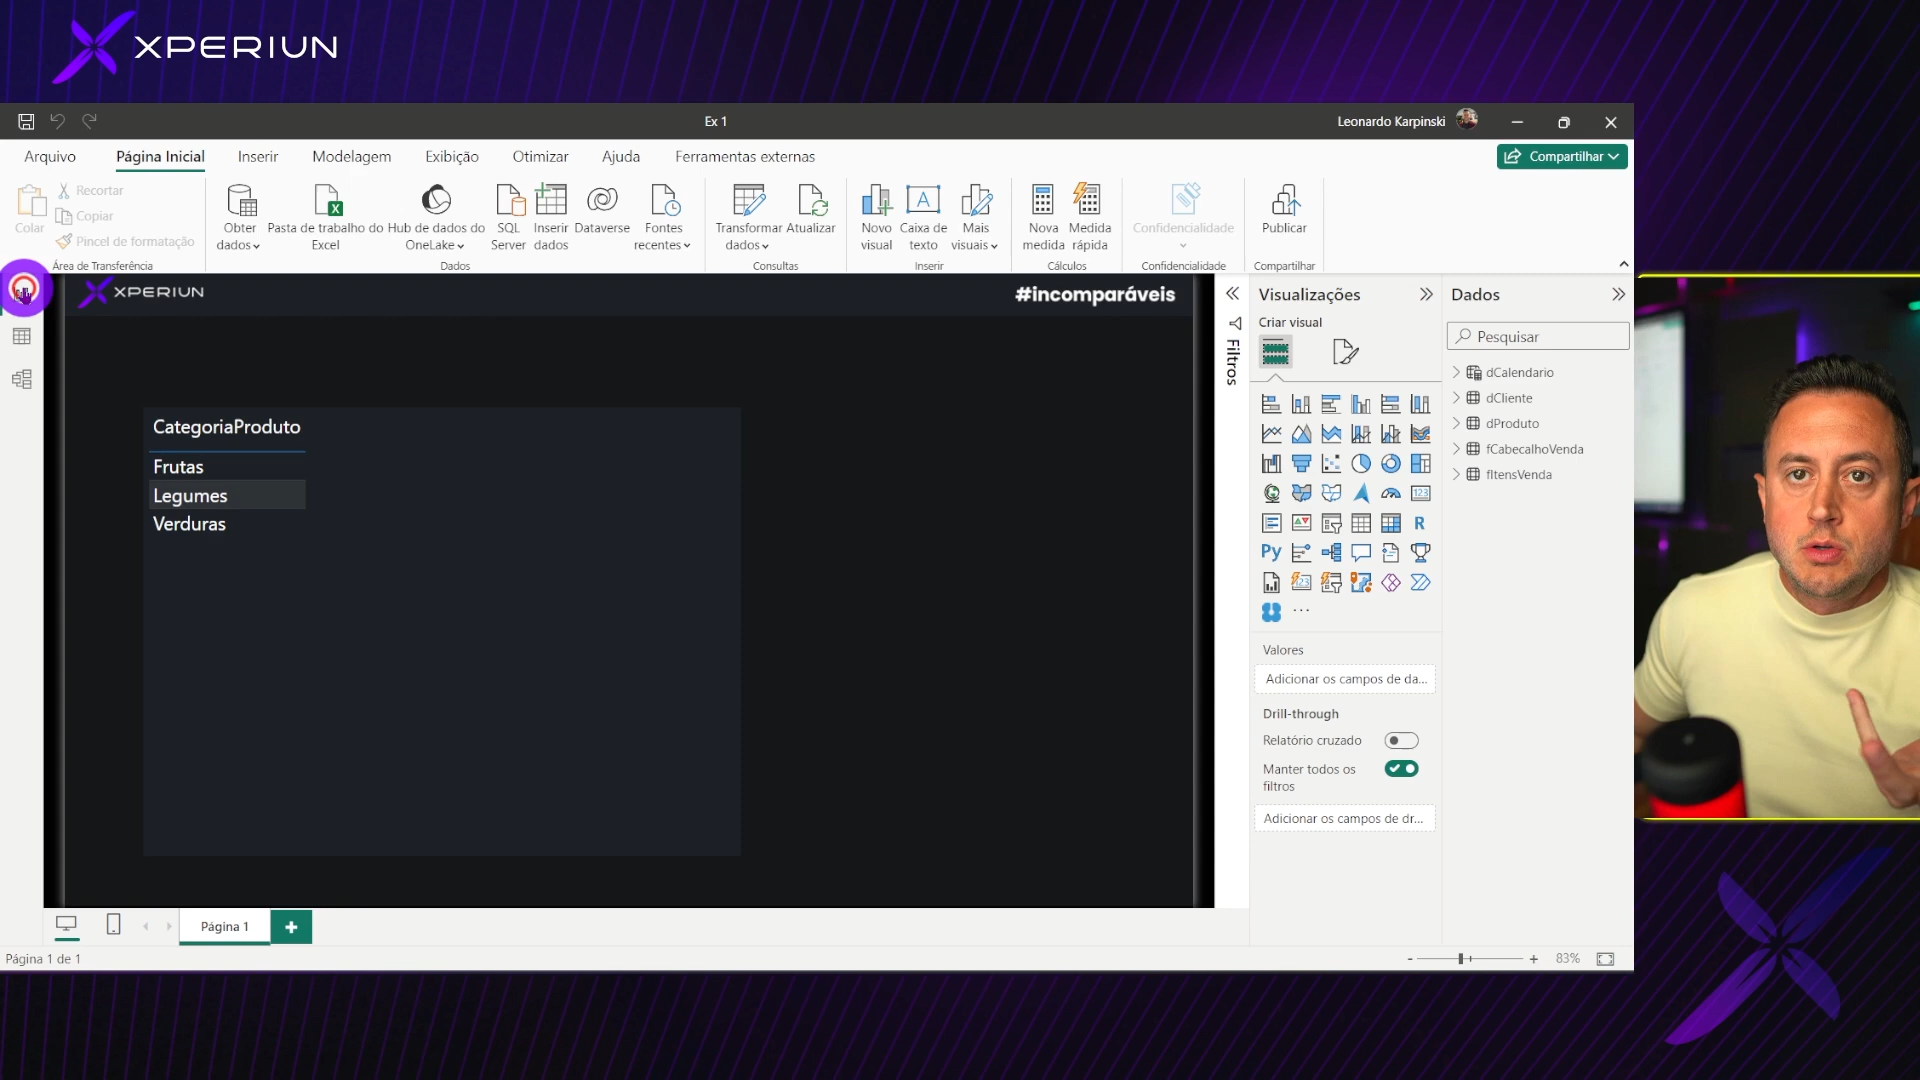 XPERIUN
Ex 1
Leonardo Karpinski
Arquivo
Página Inicial
Inserir
Modelagem
Exibição
Otimizar
Ajuda
Ferramentas externas
Compartilhar
Colar
Recortar
Copiar
Pincel de formatação
Área de Transferência
Obter dados
Pasta de trabalho do Excel
Hub de dados do OneLake
SQL Server
Inserir dados
Dataverse
Fontes recentes
Dados
Transformar dados
Atualizar
Consultas
Novo visual
Caixa de texto
Mais visuais
Inserir
Nova medida
Medida rápida
Cálculos
Confidencialidade
Confidencialidade
Publicar
Compartilhar
XPERIUN
#incomparáveis
CategoriaProduto
Frutas
Legumes
Verduras
Filtros
Visualizações
Criar visual
R
Py
123
Valores
Adicionar os campos de da...
Drill-through
Relatório cruzado
Manter todos os
filtros
Adicionar os campos de dr...
Dados
Pesquisar
dCalendario
dCliente
dProduto
fCabecalhoVenda
fItensVenda
Página 1
Página 1 de 1
83%